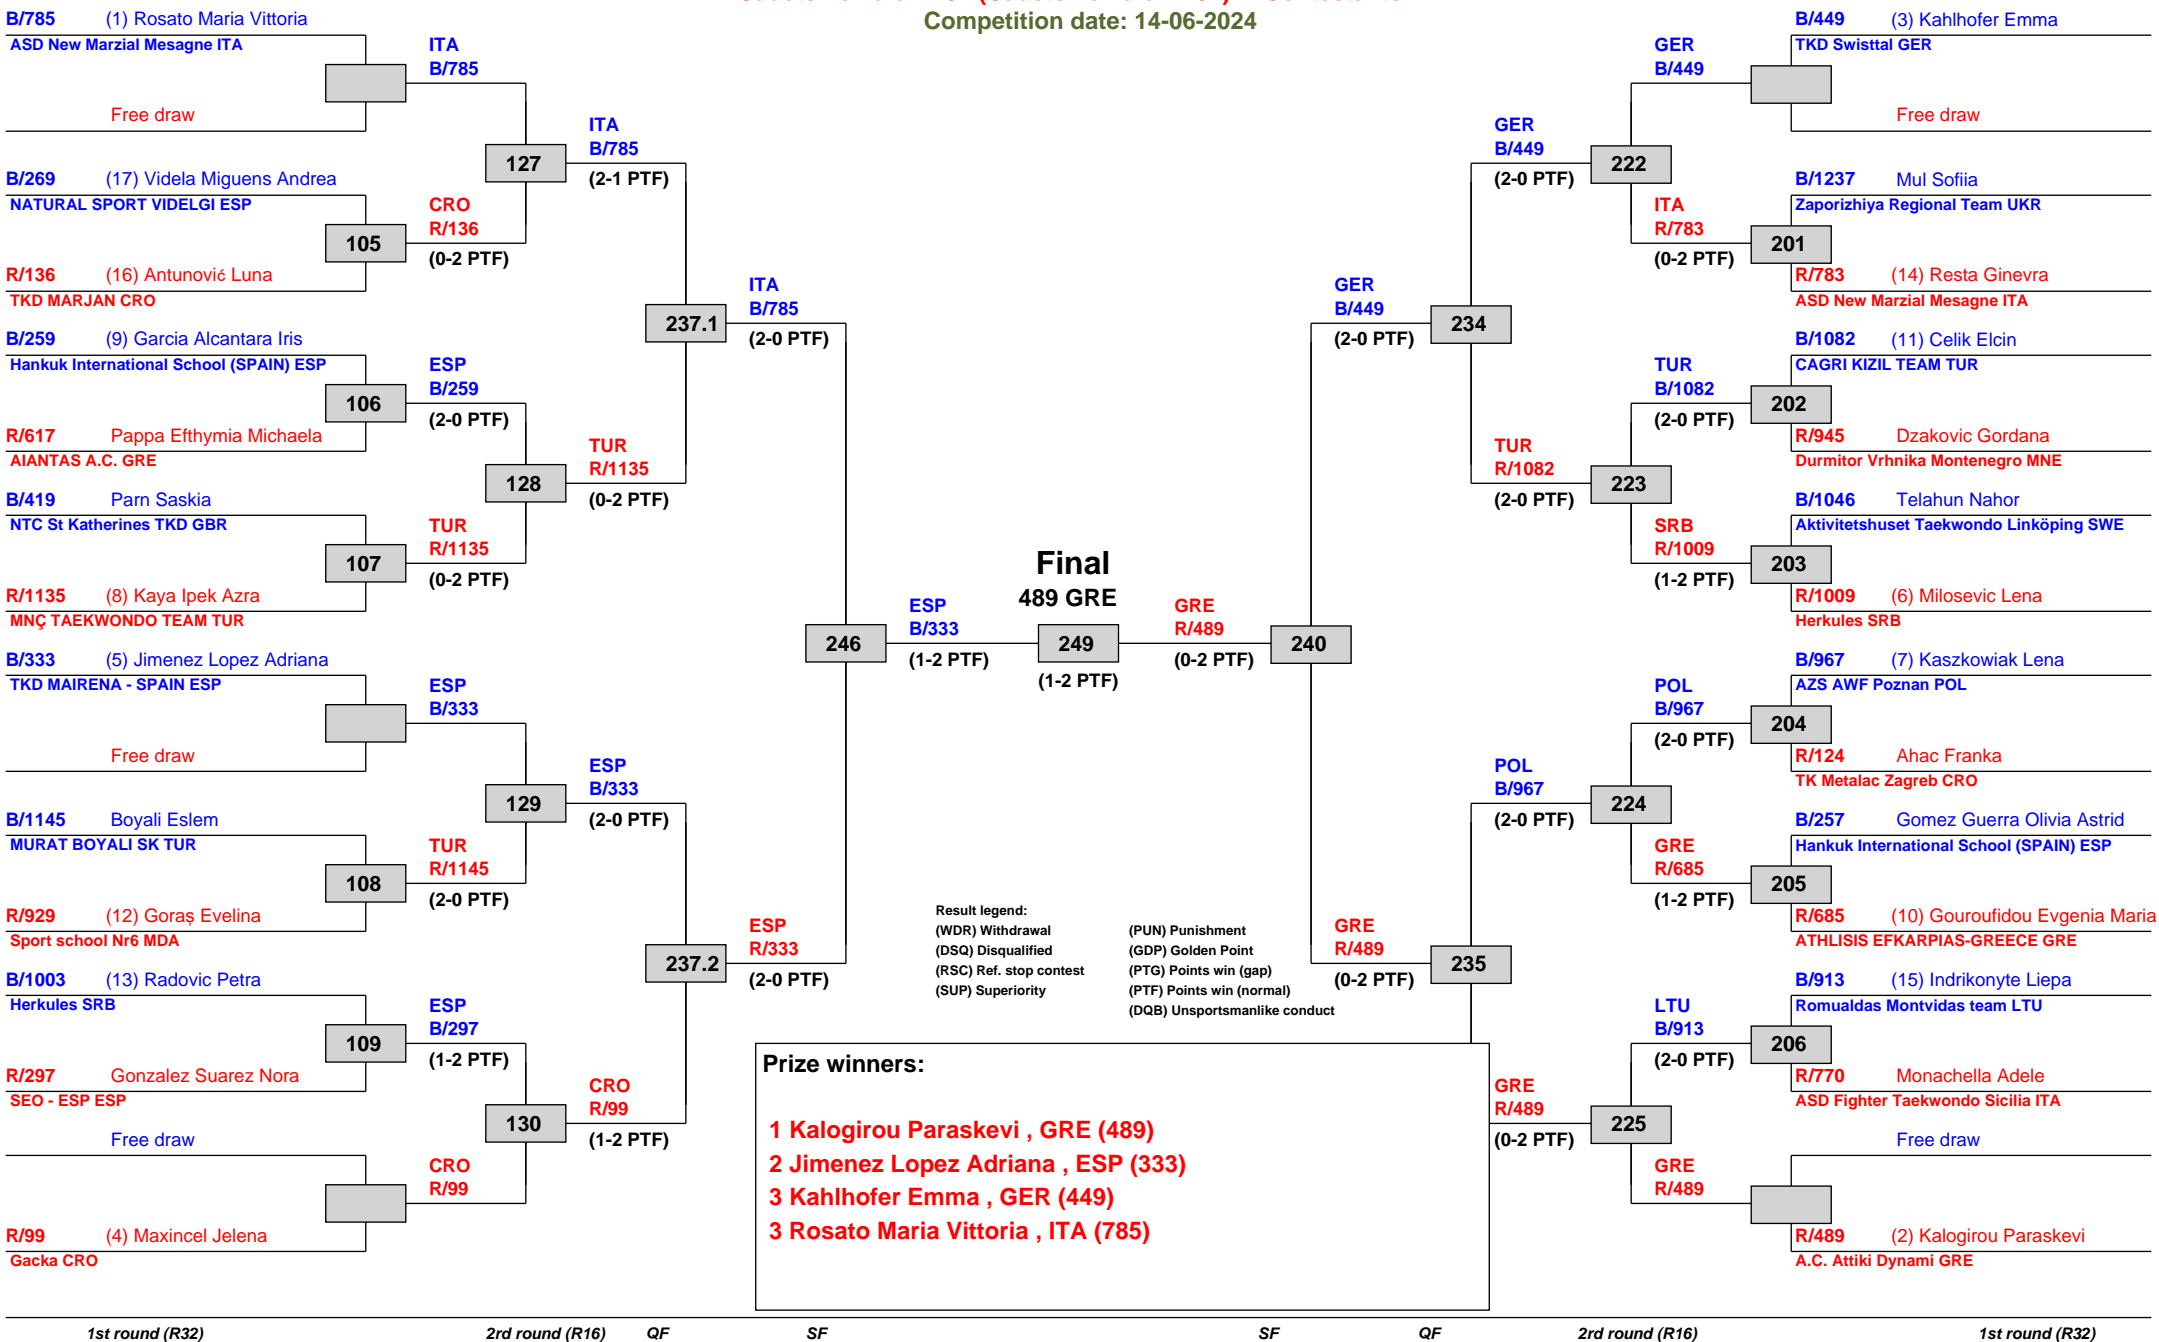 Competition date: 14-06-2024
B/785 (1) Rosato Maria Vittoria
ASD New Marzial Mesagne ITA
Free draw
B/269 (17) Videla Miguens Andrea
NATURAL SPORT VIDELGI ESP
105
R/136 (16) Antunović Luna
TKD MARJAN CRO
B/259 (9) Garcia Alcantara Iris
Hankuk International School (SPAIN) ESP
106
R/617 Pappa Efthymia Michaela
AIANTAS A.C. GRE
B/419 Parn Saskia
NTC St Katherines TKD GBR
107
R/1135 (8) Kaya Ipek Azra
MNÇ TAEKWONDO TEAM TUR
B/333 (5) Jimenez Lopez Adriana
TKD MAIRENA - SPAIN ESP
Free draw
B/1145 Boyali Eslem
MURAT BOYALI SK TUR
108
R/929 (12) Goraș Evelina
Sport school Nr6 MDA
B/1003 (13) Radovic Petra
Herkules SRB
109
R/297 Gonzalez Suarez Nora
SEO - ESP ESP
Free draw
R/99 (4) Maxincel Jelena
Gacka CRO
ITA
B/785
127
CRO
R/136
(0-2 PTF)
ESP
B/259
(2-0 PTF)
128
TUR
R/1135
(0-2 PTF)
ESP
B/333
129
TUR
R/1145
(2-0 PTF)
ESP
B/297
(1-2 PTF)
130
CRO
R/99
ITA
B/785
(2-1 PTF)
237.1
TUR
R/1135
(0-2 PTF)
ESP
B/333
(2-0 PTF)
237.2
CRO
R/99
(1-2 PTF)
ITA
B/785
(2-0 PTF)
246
ESP
R/333
(2-0 PTF)
ESP
B/333
(1-2 PTF)
Final
489 GRE
249
(1-2 PTF)
GRE
R/489
(0-2 PTF)
240
GER
B/449
(2-0 PTF)
234
GRE
R/489
(0-2 PTF)
235
GER
B/449
(2-0 PTF)
222
TUR
R/1082
(2-0 PTF)
223
POL
B/967
(2-0 PTF)
224
GRE
R/489
(0-2 PTF)
225
GER
B/449
ITA
R/783
(0-2 PTF)
TUR
B/1082
(2-0 PTF)
SRB
R/1009
(1-2 PTF)
POL
B/967
(2-0 PTF)
GRE
R/685
(1-2 PTF)
LTU
B/913
(2-0 PTF)
GRE
R/489
B/449 (3) Kahlhofer Emma
TKD Swisttal GER
Free draw
B/1237 Mul Sofiia
Zaporizhiya Regional Team UKR
201
R/783 (14) Resta Ginevra
ASD New Marzial Mesagne ITA
B/1082 (11) Celik Elcin
CAGRI KIZIL TEAM TUR
202
R/945 Dzakovic Gordana
Durmitor Vrhnika Montenegro MNE
B/1046 Telahun Nahor
Aktivitetshuset Taekwondo Linköping SWE
203
R/1009 (6) Milosevic Lena
Herkules SRB
B/967 (7) Kaszkowiak Lena
AZS AWF Poznan POL
204
R/124 Ahac Franka
TK Metalac Zagreb CRO
B/257 Gomez Guerra Olivia Astrid
Hankuk International School (SPAIN) ESP
205
R/685 (10) Gouroufidou Evgenia Maria
ATHLISIS EFKARPIAS-GREECE GRE
B/913 (15) Indrikonyte Liepa
Romualdas Montvidas team LTU
206
R/770 Monachella Adele
ASD Fighter Taekwondo Sicilia ITA
Free draw
R/489 (2) Kalogirou Paraskevi
A.C. Attiki Dynami GRE
Result legend:
(WDR) Withdrawal (PUN) Punishment
(DSQ) Disqualified (GDP) Golden Point
(RSC) Ref. stop contest (PTG) Points win (gap)
(SUP) Superiority (PTF) Points win (normal)
(DQB) Unsportsmanlike conduct
Prize winners:
1 Kalogirou Paraskevi , GRE (489)
2 Jimenez Lopez Adriana , ESP (333)
3 Kahlhofer Emma , GER (449)
3 Rosato Maria Vittoria , ITA (785)
1st round (R32) 2rd round (R16) QF SF SF QF 2rd round (R16) 1st round (R32)